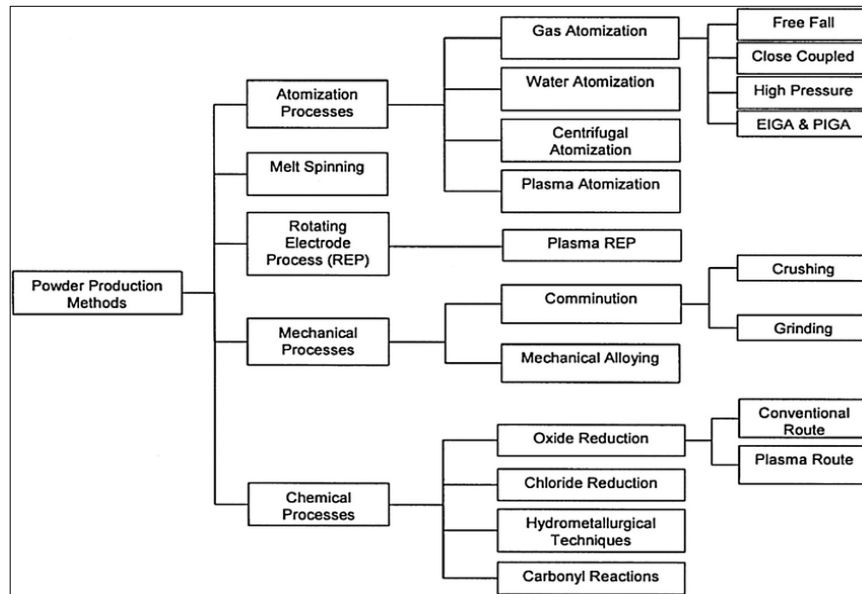 Powder Production
Methods
Atomization
Processes
Melt Spinning
Rotating
Electrode
Process (REP)
Mechanical
Processes
Chemical
Processes
Gas Atomization
Water Atomization
Centrifugal
Atomization
Plasma Atomization
Plasma REP
Comminution
Mechanical Alloying
Oxide Reduction
Chloride Reduction
Hydrometallurgical
Techniques
Carbonyl Reactions
Free Fall
Close Coupled
High Pressure
EIGA & PIGA
Crushing
Grinding
Conventional
Route
Plasma Route